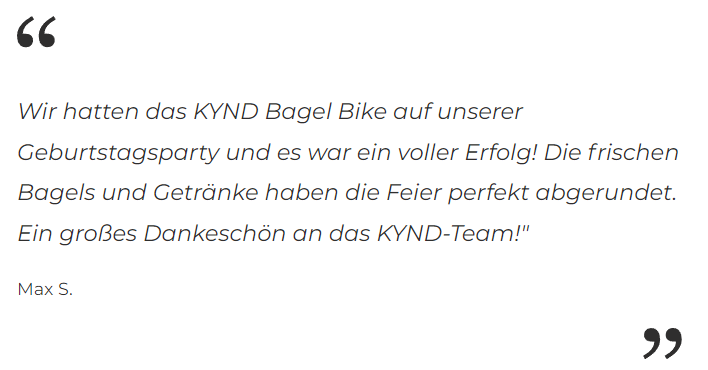 “
Wir hatten das KYND Bagel Bike auf unserer
Geburtstagsparty und es war ein voller Erfolg! Die frischen
Bagels und Getränke haben die Feier perfekt abgerundet.
Ein großes Dankeschön an das KYND-Team!"
Max S.
”